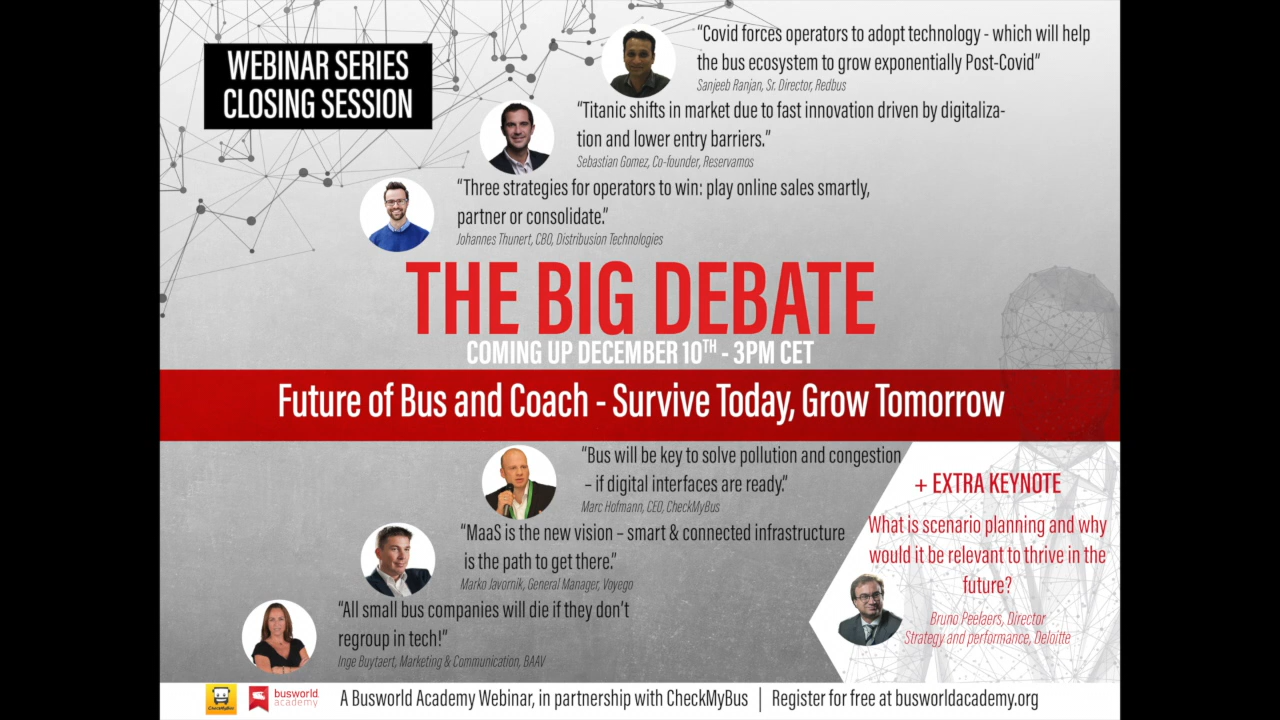 WEBINAR SERIES
CLOSING SESSION
“Covid forces operators to adopt technology - which will help
the bus ecosystem to grow exponentially Post-Covid”
Sanjeeb Ranjan, Sr. Director, Redbus
“Titanic shifts in market due to fast innovation driven by digitaliza-
tion and lower entry barriers.”
Sebastian Gomez, Co-founder, Reservamos
“Three strategies for operators to win: play online sales smartly,
partner or consolidate.”
Johannes Thunert, CBO, Distribusion Technologies
THE BIG DEBATE
COMING UP DECEMBER 10TH - 3PM CET
Future of Bus and Coach - Survive Today, Grow Tomorrow
“Bus will be key to solve pollution and congestion
– if digital interfaces are ready.”
Marc Hofmann, CEO, CheckMyBus
“MaaS is the new vision – smart & connected infrastructure
is the path to get there.”
Marko Javornik, General Manager, Voyego
“All small bus companies will die if they don’t
regroup in tech!”
Inge Buytaert, Marketing & Communication, BAAV
+ EXTRA KEYNOTE
What is scenario planning and why
would it be relevant to thrive in the
future?
Bruno Peelaers, Director
Strategy and performance, Deloitte
CheckMyBus
busworld
academy
A Busworld Academy Webinar, in partnership with CheckMyBus | Register for free at busworldacademy.org